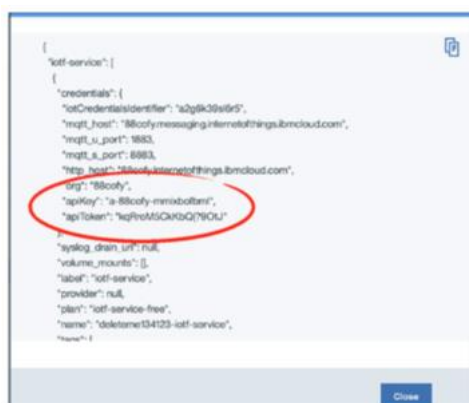 {
"iotf-service": [
{
"credentials": {
"iotCredentialsIdentifier": "a2g6k39sl6r5",
"mqtt_host": "88cofy.messaging.internetofthings.ibmcloud.com",
"mqtt_u_port": 1883,
"mqtt_s_port": 8883,
"http_host": "88cofy.internetofthings.ibmcloud.com",
"org": "88cofy",
"apiKey":
"apiToken":
"syslog_drain_url": null,
"volume_mounts": [],
"label": "iotf-service",
"provider": null,
"plan": "iotf-service-free",
"name": "deleteme134123-iotf-service",
"tags": [
Close